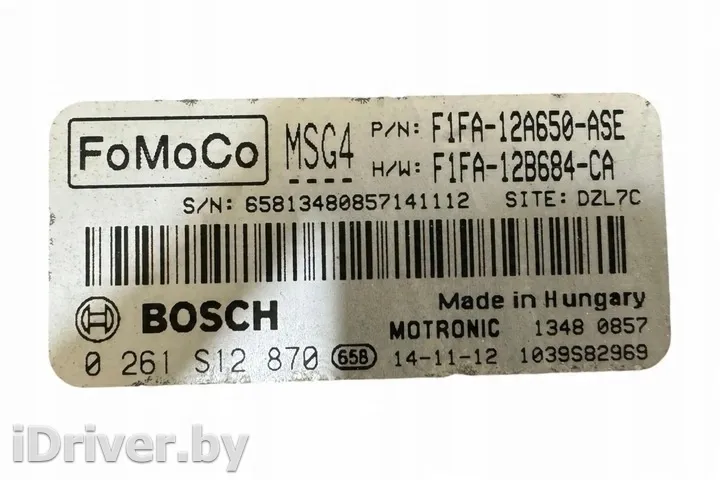 FoMoCo MSG4 P/N: F1FA-12A650-ASE
H/W: F1FA-12B684-CA
S/N: 65813480857141112 SITE: DZL7C
BOSCH Made in Hungary
MOTRONIC 1348 0857
0 261 S12 870 658 14-11-12 1039S82969
iDriver.by